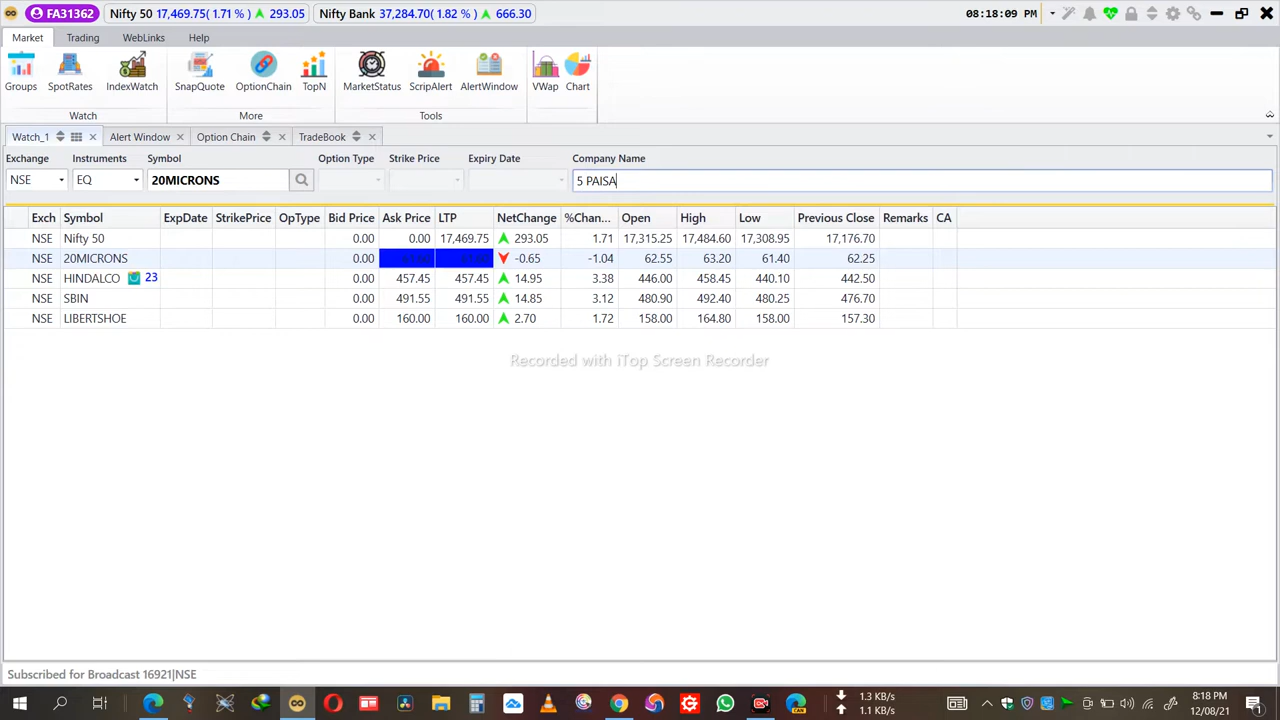 FA31362 Nifty 50 17,469.75( 1.71 %) 293.05 Nifty Bank 37,284.70(1.82 %) 666.30 08:18:09 PM
Market Trading WebLinks Help
Groups SpotRates IndexWatch SnapQuote OptionChain TopN MarketStatus ScripAlert AlertWindow VWap Chart
Watch More Tools
Watch_1 Alert Window Option Chain TradeBook
Exchange Instruments Symbol Option Type Strike Price Expiry Date Company Name
NSE EQ 20MICRONS 5 PAISA
Exch Symbol ExpDate StrikePrice OpType Bid Price Ask Price LTP NetChange %Chan... Open High Low Previous Close Remarks CA
NSE Nifty 50 0.00 0.00 17,469.75 293.05 1.71 17,315.25 17,484.60 17,308.95 17,176.70
NSE 20MICRONS 0.00 -0.65 -1.04 62.55 63.20 61.40 62.25
NSE HINDALCO 23 0.00 457.45 457.45 14.95 3.38 446.00 458.45 440.10 442.50
NSE SBIN 0.00 491.55 491.55 14.85 3.12 480.90 492.40 480.25 476.70
NSE LIBERTSHOE 0.00 160.00 160.00 2.70 1.72 158.00 164.80 158.00 157.30
Recorded with iTop Screen Recorder
Subscribed for Broadcast 16921|NSE
1.3 KB/s 8:18 PM
1.1 KB/s 12/08/21